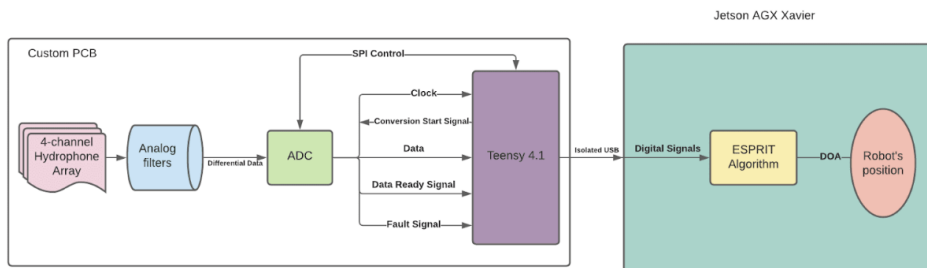 Jetson AGX Xavier
Custom PCB
SPI Control
4-channel
Hydrophone
Array
Analog
filters
Differential Data
ADC
Clock
Conversion Start Signal
Data
Data Ready Signal
Fault Signal
Teensy 4.1
Isolated USB
Digital Signals
ESPRIT
Algorithm
DOA
Robot's
position